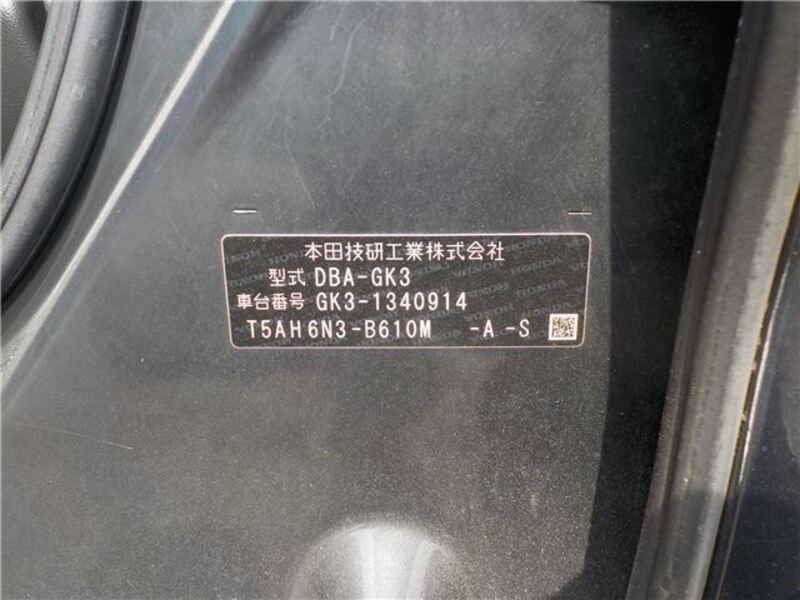 本田技研工業株式会社
型式 DBA-GK3
車台番号 GK3-1340914
T5AH6N3-B610M -A -S